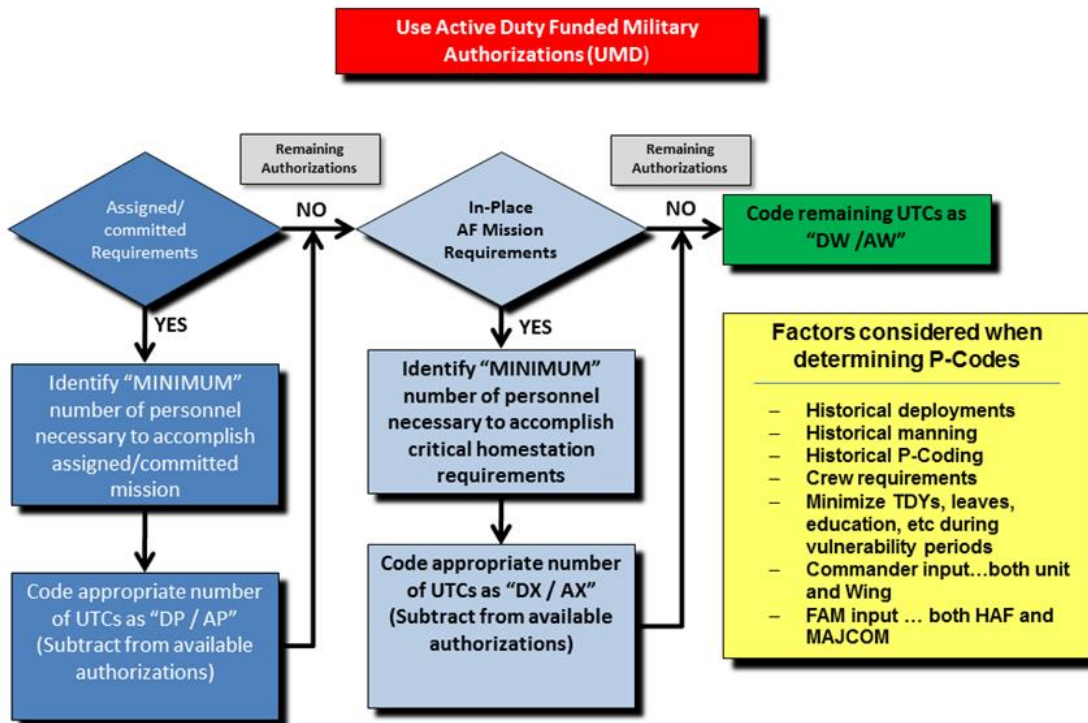 Use Active Duty Funded Military
Authorizations (UMD)
Remaining
Authorizations
Remaining
Authorizations
Assigned/
committed
Requirements
NO
In-Place
AF Mission
Requirements
NO
Code remaining UTCs as
“DW /AW”
YES
YES
Identify “MINIMUM”
number of personnel
necessary to accomplish
assigned/committed
mission
Identify “MINIMUM”
number of personnel
necessary to accomplish
critical homestation
requirements
Code appropriate number
of UTCs as “DP / AP”
(Subtract from available
authorizations)
Code appropriate number
of UTCs as “DX / AX”
(Subtract from available
authorizations)
Factors considered when
determining P-Codes
– Historical deployments
– Historical manning
– Historical P-Coding
– Crew requirements
– Minimize TDYs, leaves,
education, etc during
vulnerability periods
– Commander input…both unit
and Wing
– FAM input … both HAF and
MAJCOM